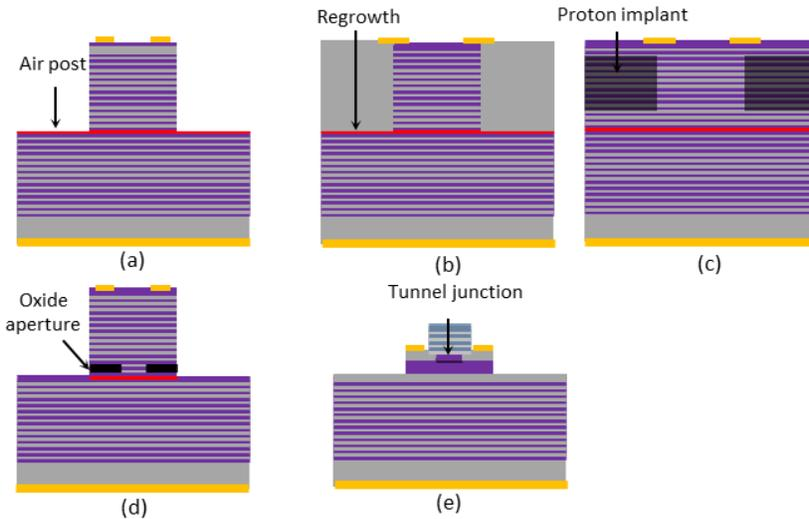 Air post
Regrowth
Proton implant
(a)
(b)
(c)
Oxide
aperture
Tunnel junction
(d)
(e)